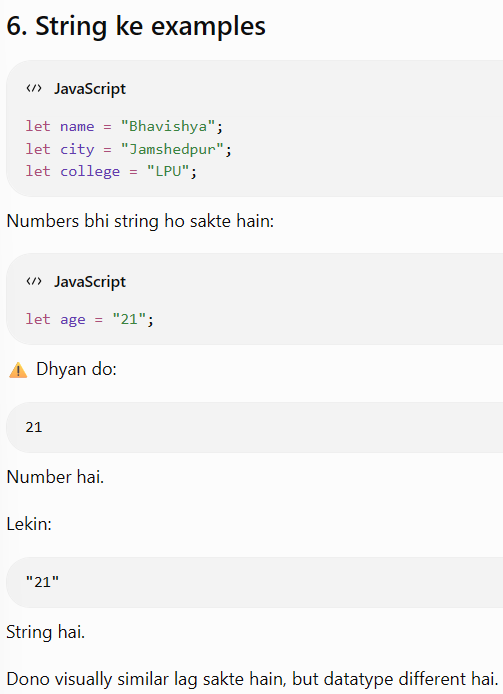 6. String ke examples
</> JavaScript
let name = "Bhavishya";
let city = "Jamshedpur";
let college = "LPU";
Numbers bhi string ho sakte hain:
</> JavaScript
let age = "21";
⚠️ Dhyan do:
21
Number hai.
Lekin:
"21"
String hai.
Dono visually similar lag sakte hain, but datatype different hai.